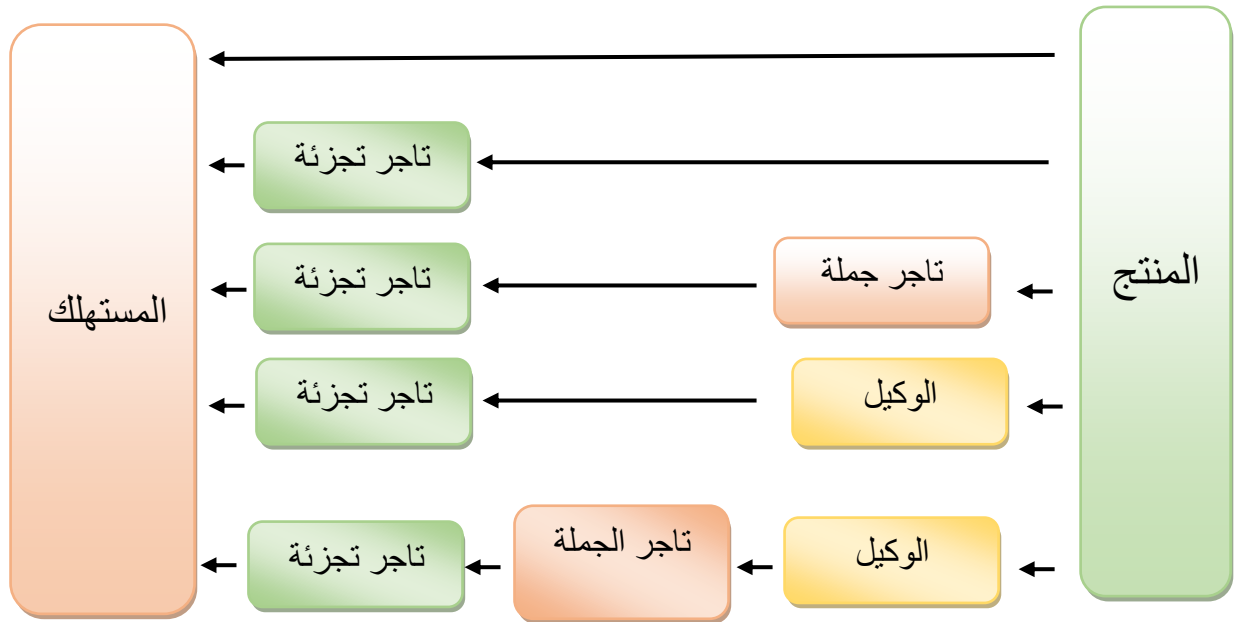 المنتج
تاجر تجزئة
تاجر جملة
تاجر تجزئة
الوكيل
تاجر تجزئة
الوكيل
تاجر الجملة
تاجر تجزئة
المستهلك